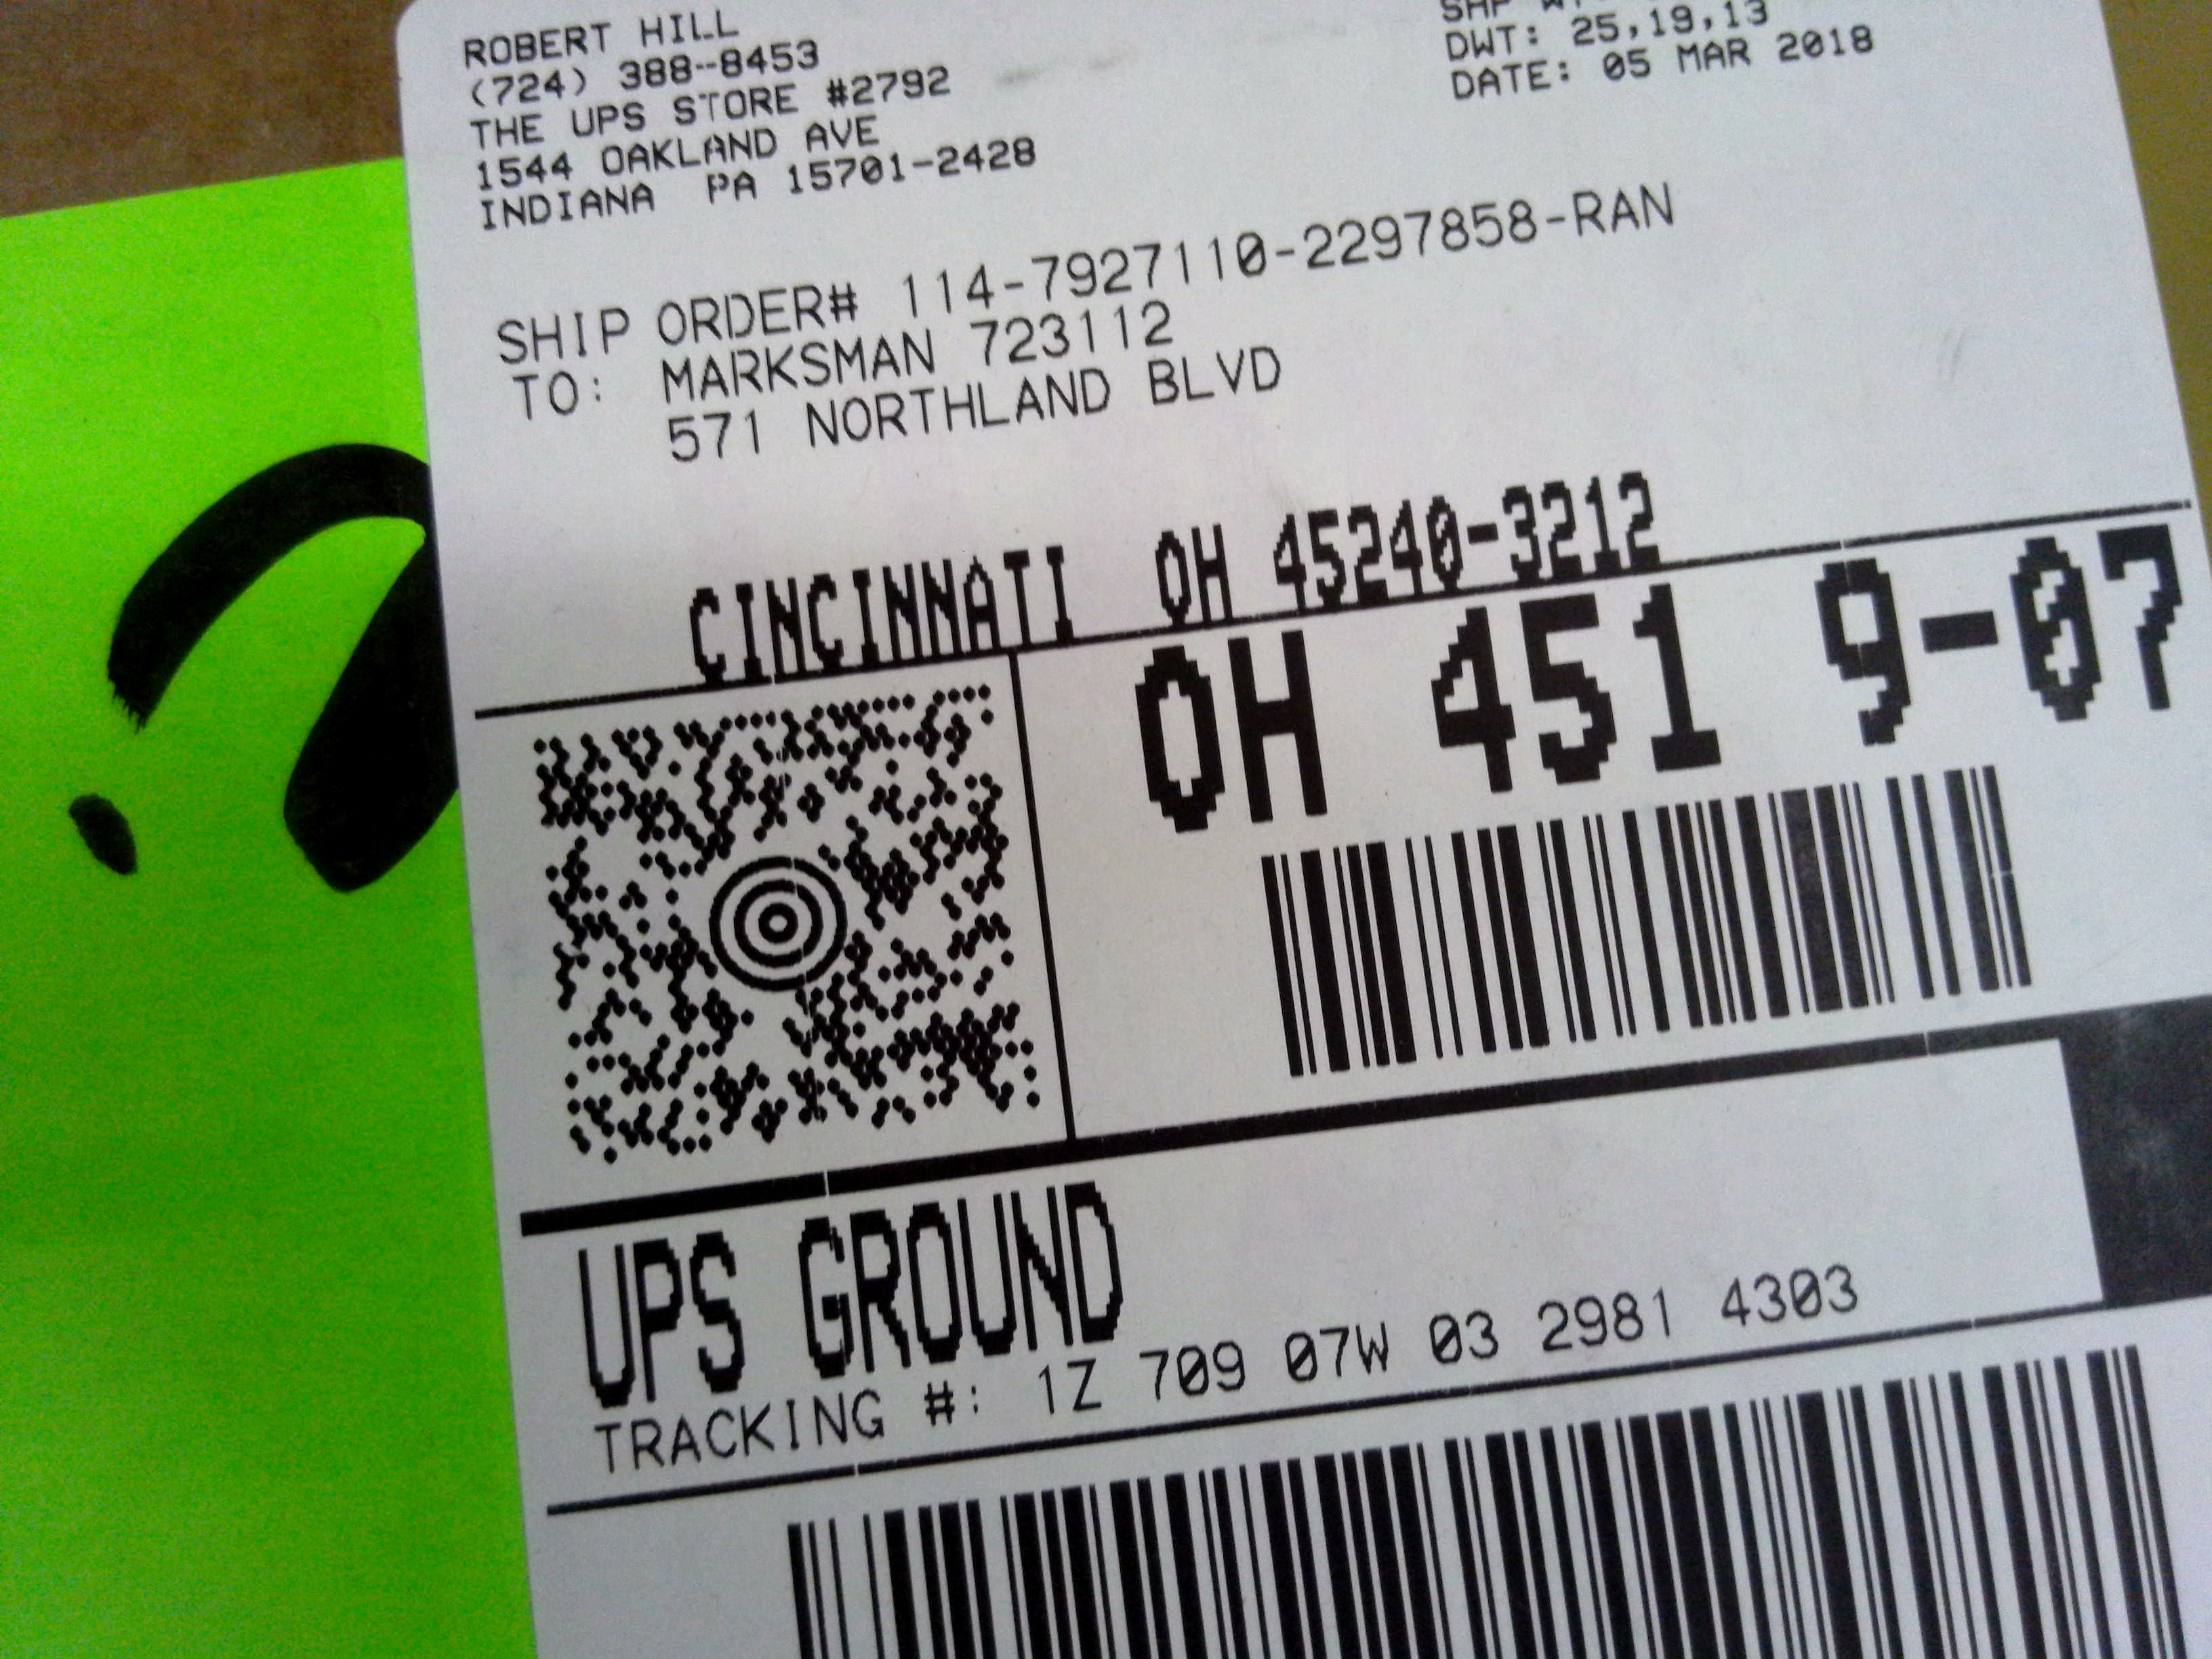 ROBERT HILL
(724) 388-8453
THE UPS STORE #2792
1544 OAKLAND AVE
INDIANA PA 15701-2428
SHP
DWT: 25,19,13
DATE: 05 MAR 2018
SHIP ORDER# 114-7927110-2297858-RAN
TO: MARKSMAN 723112
571 NORTHLAND BLVD
CINCINNATI OH 45240-3212
OH 451 9-07
UPS GROUND
TRACKING #: 1Z 709 07W 03 2981 4303